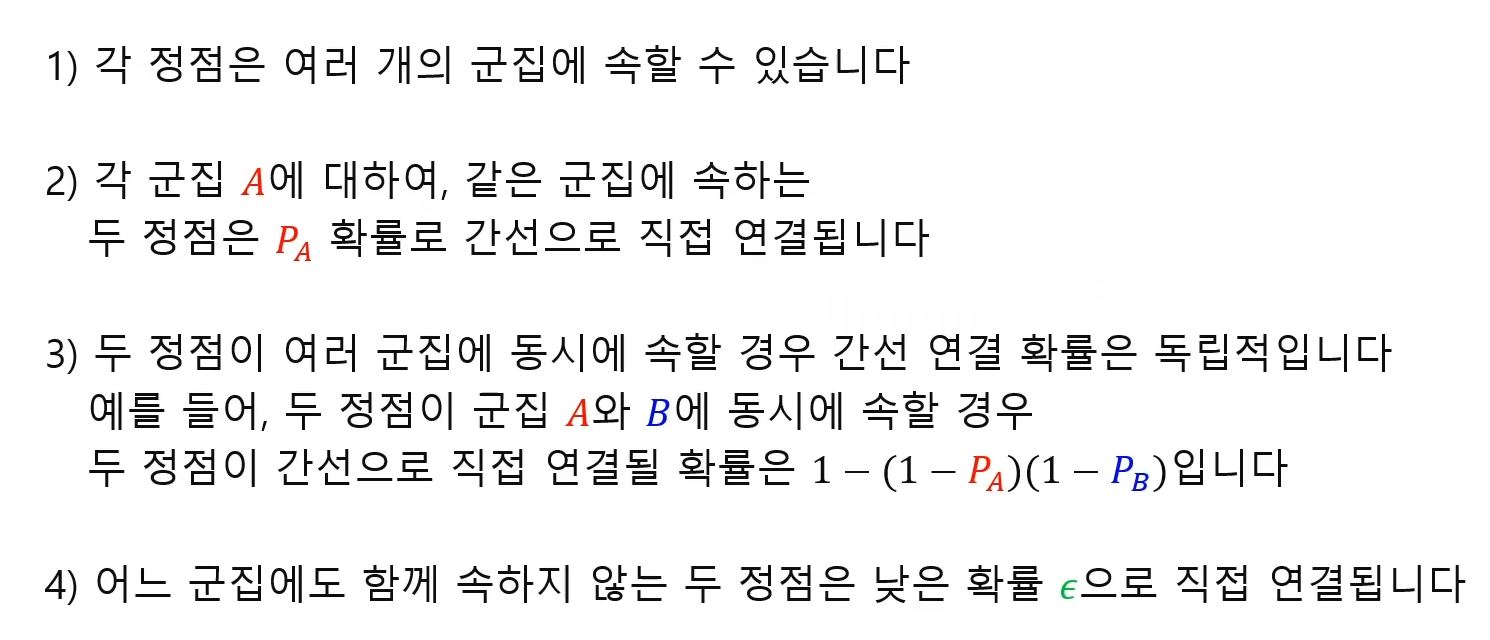 1) 각 정점은 여러 개의 군집에 속할 수 있습니다
2) 각 군집 A에 대하여, 같은 군집에 속하는
두 정점은 P_A 확률로 간선으로 직접 연결됩니다
3) 두 정점이 여러 군집에 동시에 속할 경우 간선 연결 확률은 독립적입니다
예를 들어, 두 정점이 군집 A와 B에 동시에 속할 경우
두 정점이 간선으로 직접 연결될 확률은 1 − (1 − P_A)(1 − P_B)입니다
4) 어느 군집에도 함께 속하지 않는 두 정점은 낮은 확률 ϵ으로 직접 연결됩니다